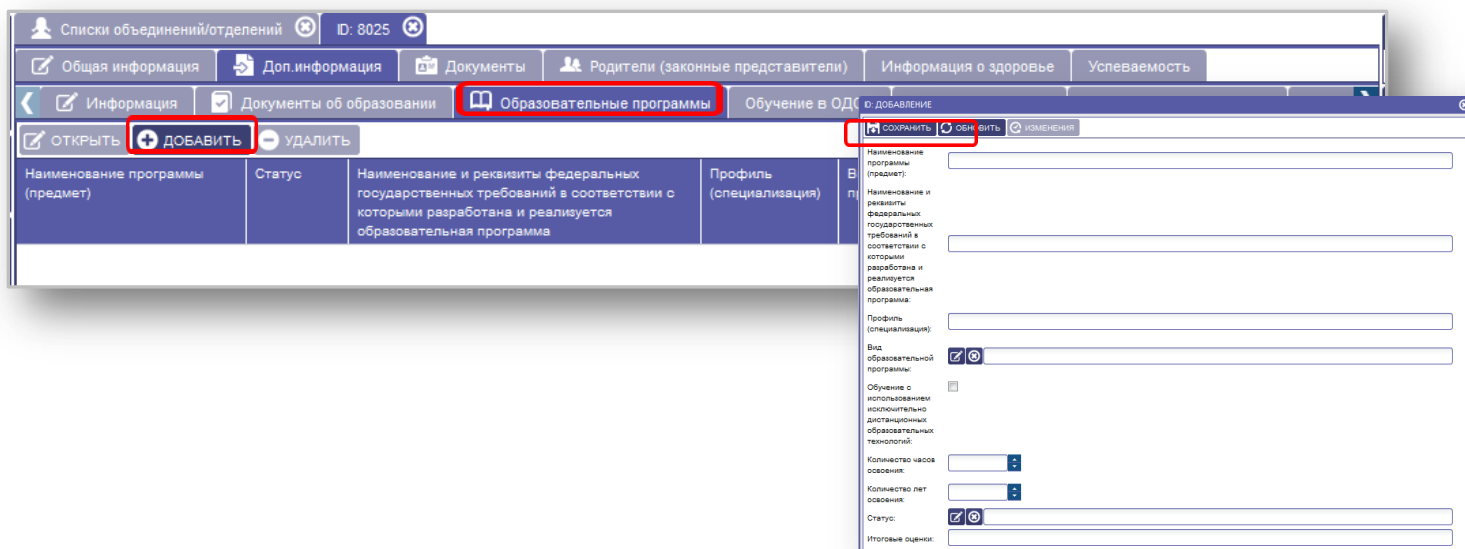 Списки объединений/отделений ID: 8025
Общая информация Доп.информация Документы Родители (законные представители) Информация о здоровье Успеваемость
Информация Документы об образовании Образовательные программы Обучение в ОДО
ОТКРЫТЬ ДОБАВИТЬ УДАЛИТЬ
Наименование программы
(предмет)
Статус
Наименование и реквизиты федеральных
государственных требований в соответствии с
которыми разработана и реализуется
образовательная программа
Профиль
(специализация)
ID: ДОБАВЛЕНИЕ
СОХРАНИТЬ ОБНОВИТЬ ИЗМЕНЕНИЯ
Наименование
программы
(предмет):
Наименование и
реквизиты
федеральных
государственных
требований в
соответствии с
которыми
разработана и
реализуется
образовательная
программа:
Профиль
(специализация):
Вид
образовательной
программы:
Обучение с
использованием
исключительно
дистанционных
образовательных
технологий:
Количество часов
освоения:
Количество лет
освоения:
Статус:
Итоговые оценки: